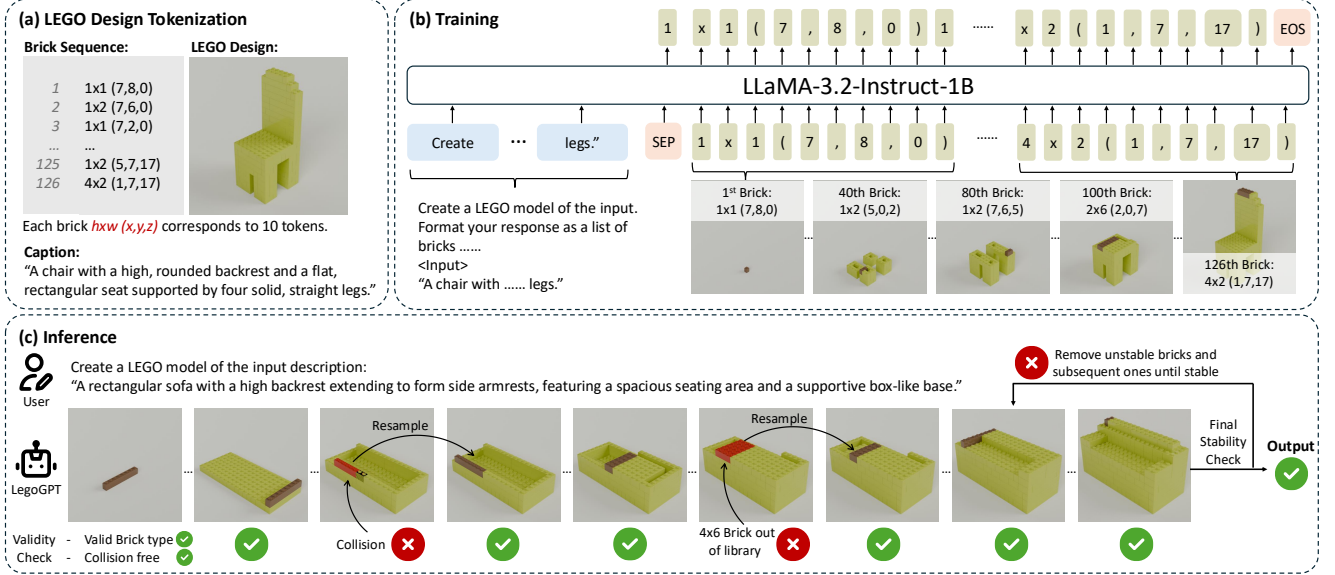 (a) LEGO Design Tokenization
Brick Sequence:
LEGO Design:
1 1x1 (7,8,0)
2 1x2 (7,6,0)
3 1x1 (7,2,0)
... ...
125 1x2 (5,7,17)
126 4x2 (1,7,17)
Each brick hxw (x,y,z) corresponds to 10 tokens.
Caption:
“A chair with a high, rounded backrest and a flat,
rectangular seat supported by four solid, straight legs.”
(b) Training
1 x 1 ( 7 , 8 , 0 ) 1 ...... x 2 ( 1 , 7 , 17 ) EOS
LLaMA-3.2-Instruct-1B
Create ... legs.” SEP 1 x 1 ( 7 , 8 , 0 ) ...... 4 x 2 ( 1 , 7 , 17 )
Create a LEGO model of the input.
Format your response as a list of
bricks ......
<Input>
“A chair with ...... legs.”
1st Brick:
1x1 (7,8,0)
...
40th Brick:
1x2 (5,0,2)
...
80th Brick:
1x2 (7,6,5)
...
100th Brick:
2x6 (2,0,7)
...
126th Brick:
4x2 (1,7,17)
(c) Inference
User
Create a LEGO model of the input description:
“A rectangular sofa with a high backrest extending to form side armrests, featuring a spacious seating area and a supportive box-like base.”
Remove unstable bricks and
subsequent ones until stable
LegoGPT
...
...
Resample
...
...
Resample
...
...
...
Final
Stability
Check
Output
Collision
4x6 Brick out
of library
Validity - Valid Brick type
Check - Collision free